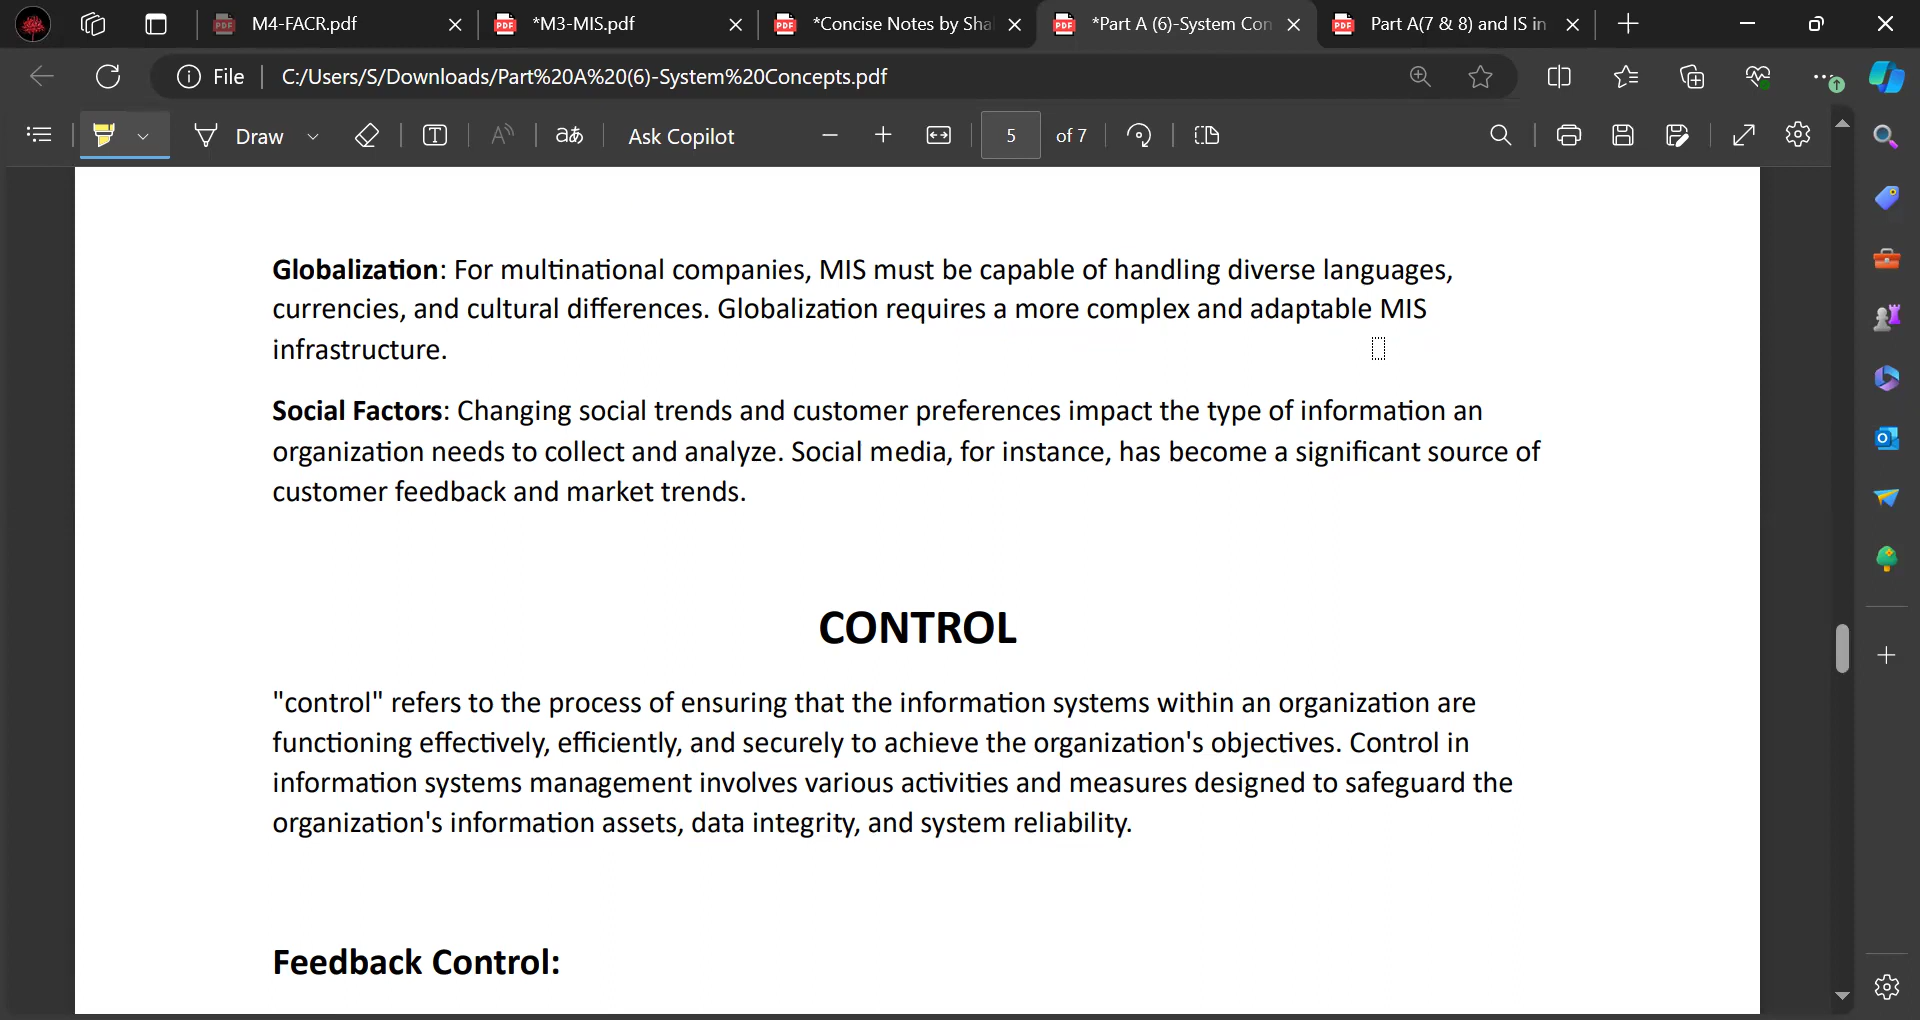 M4-FACR.pdf
*M3-MIS.pdf
*Concise Notes by Sha
*Part A (6)-System Con
Part A(7 & 8) and IS in
File
C:/Users/S/Downloads/Part%20A%20(6)-System%20Concepts.pdf
Draw
Ask Copilot
5 of 7
Globalization: For multinational companies, MIS must be capable of handling diverse languages,
currencies, and cultural differences. Globalization requires a more complex and adaptable MIS
infrastructure.
Social Factors: Changing social trends and customer preferences impact the type of information an
organization needs to collect and analyze. Social media, for instance, has become a significant source of
customer feedback and market trends.
CONTROL
"control" refers to the process of ensuring that the information systems within an organization are
functioning effectively, efficiently, and securely to achieve the organization's objectives. Control in
information systems management involves various activities and measures designed to safeguard the
organization's information assets, data integrity, and system reliability.
Feedback Control: